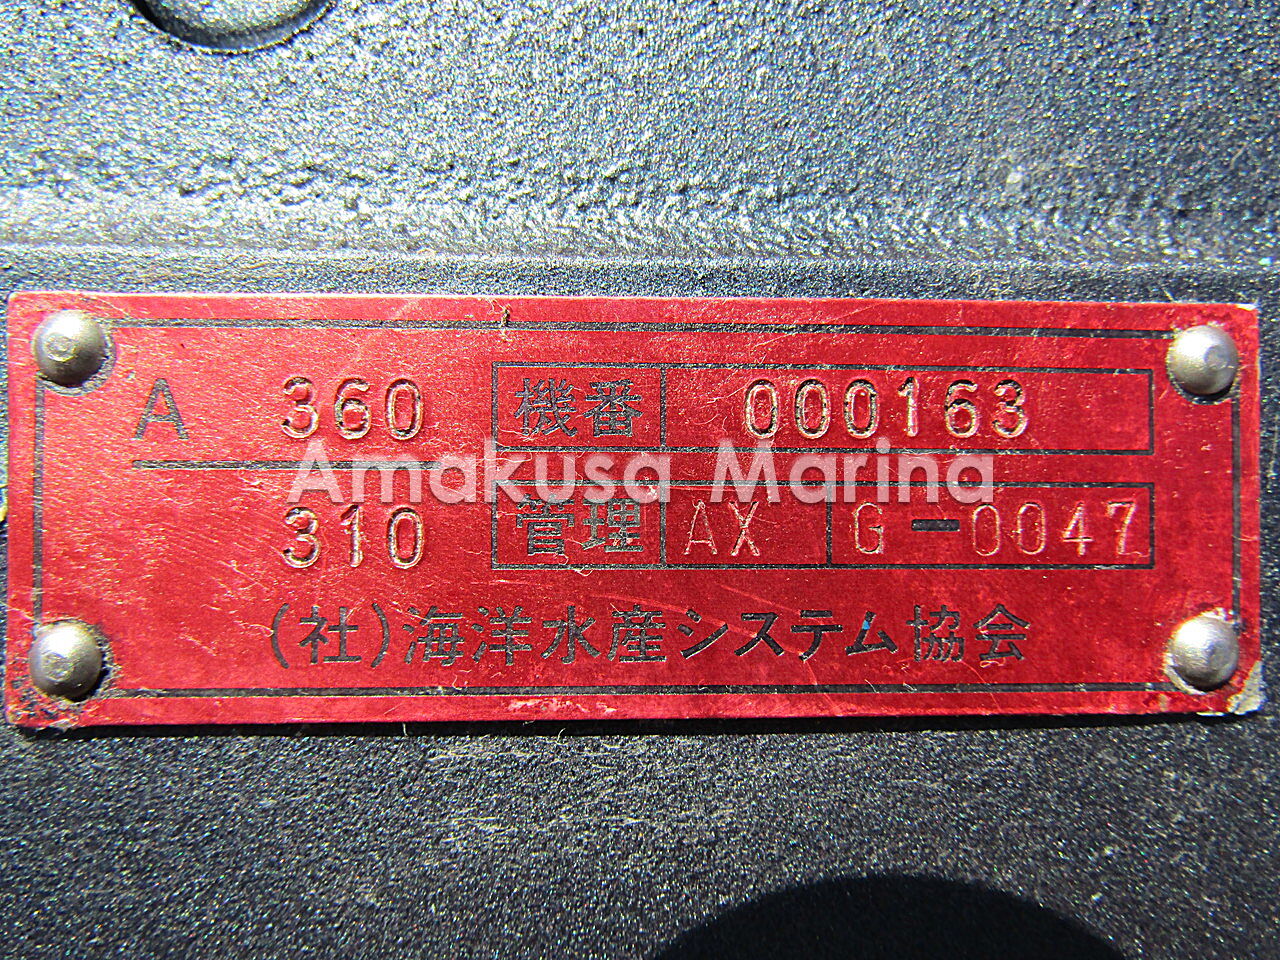 A 360 機番 000163
Amakusa Marina
310 管理 AX G-0047
(社)海洋水産システム協会